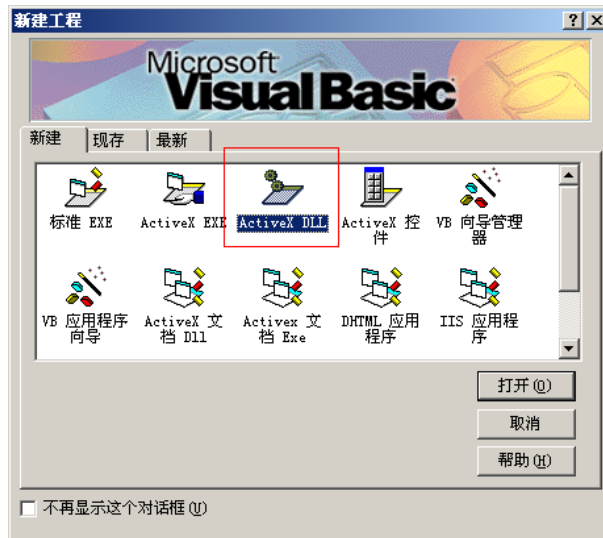 新建工程
Microsoft
Visual Basic
新建 现存 最新
标准 EXE ActiveX EXE ActiveX DLL ActiveX 控件 VB 向导管理器
VB 应用程序向导 ActiveX 文档 Dll Activex 文档 Exe DHTML 应用程序 IIS 应用程序
打开(O)
取消
帮助(H)
不再显示这个对话框(U)